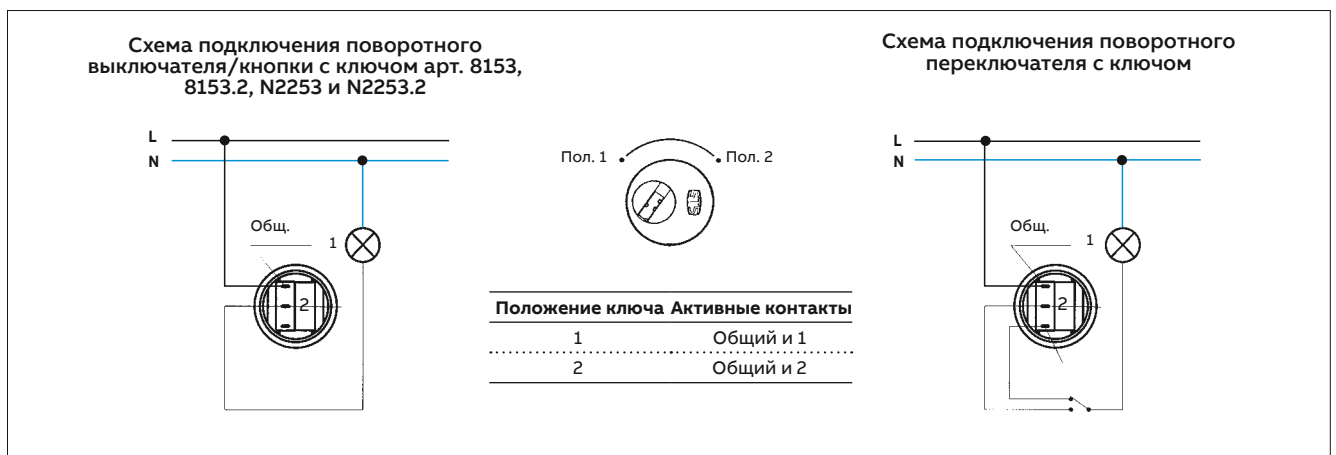 Схема подключения поворотного
выключателя/кнопки с ключом арт. 8153,
8153.2, N2253 и N2253.2
L
N
Общ.
1
2
Пол. 1
Пол. 2
Положение ключа Активные контакты
1 Общий и 1
2 Общий и 2
Схема подключения поворотного
переключателя с ключом
L
N
Общ.
1
2